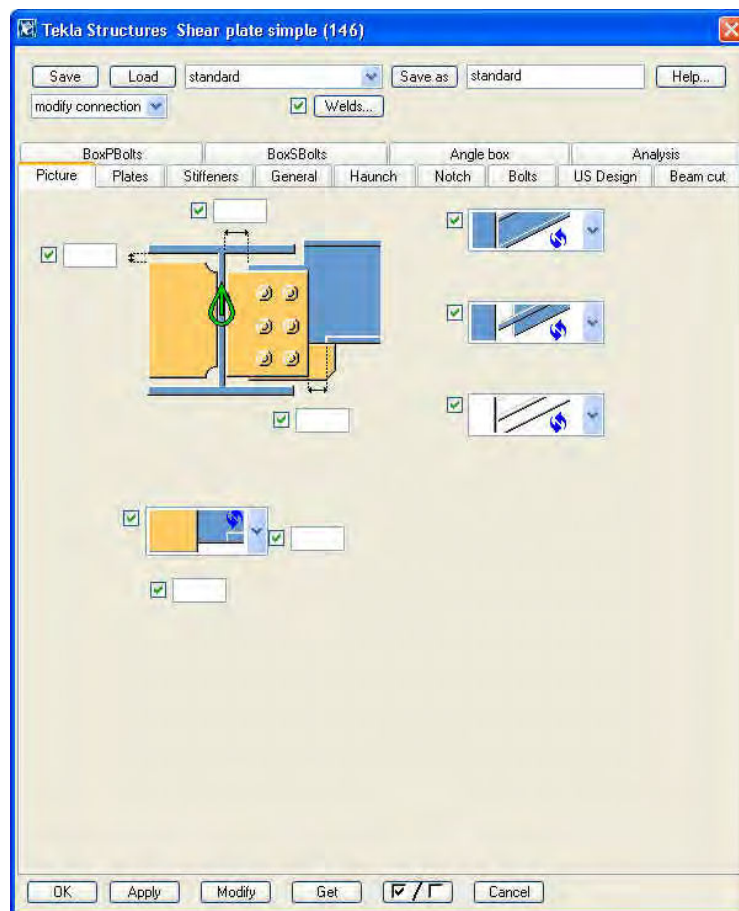 Tekla Structures Shear plate simple (146)
Save Load standard Save as standard Help...
modify connection Welds...
BoxPBolts BoxSBolts Angle box Analysis
Picture Plates Stiffeners General Haunch Notch Bolts US Design Beam cut
OK Apply Modify Get / Cancel